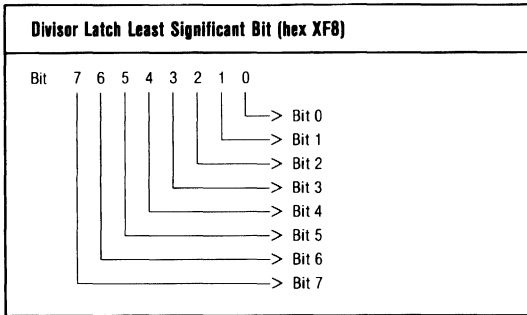 Divisor Latch Least Significant Bit (hex XF8)
Bit 7 6 5 4 3 2 1 0
Bit 0
Bit 1
Bit 2
Bit 3
Bit 4
Bit 5
Bit 6
Bit 7